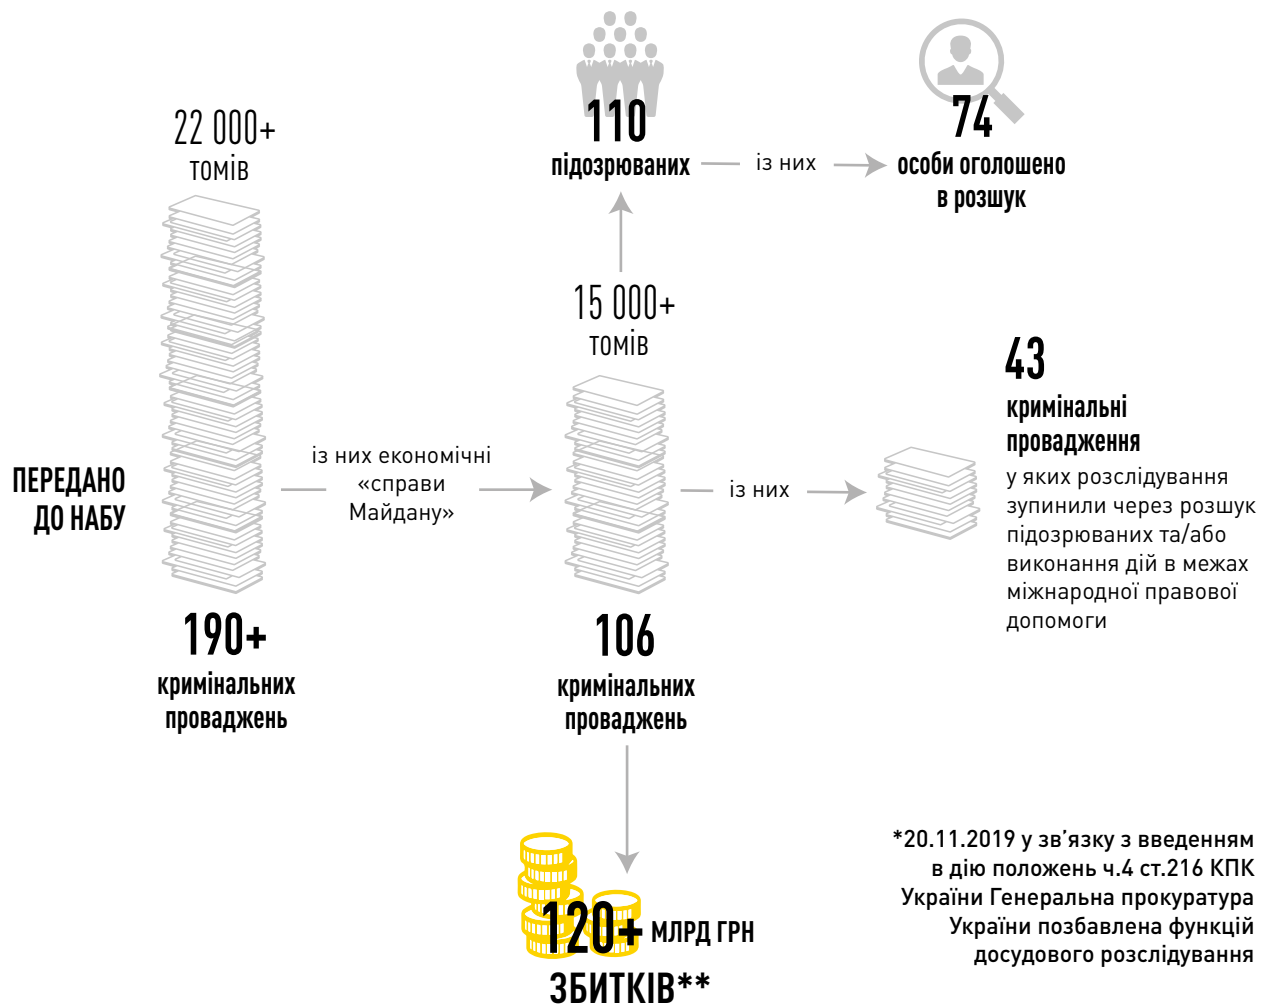 22 000+
томів
ПЕРЕДАНО
ДО НАБУ
190+
кримінальних
проваджень
із них економічні
«справи
Майдану»
110
підозрюваних
із них
74
особи оголошено
в розшук
15 000+
томів
106
кримінальних
проваджень
із них
43
кримінальні
провадження
у яких розслідування
зупинили через розшук
підозрюваних та/або
виконання дій в межах
міжнародної правової
допомоги
120+ МЛРД ГРН
ЗБИТКІВ**
*20.11.2019 у зв’язку з введенням
в дію положень ч.4 ст.216 КПК
України Генеральна прокуратура
України позбавлена функцій
досудового розслідування